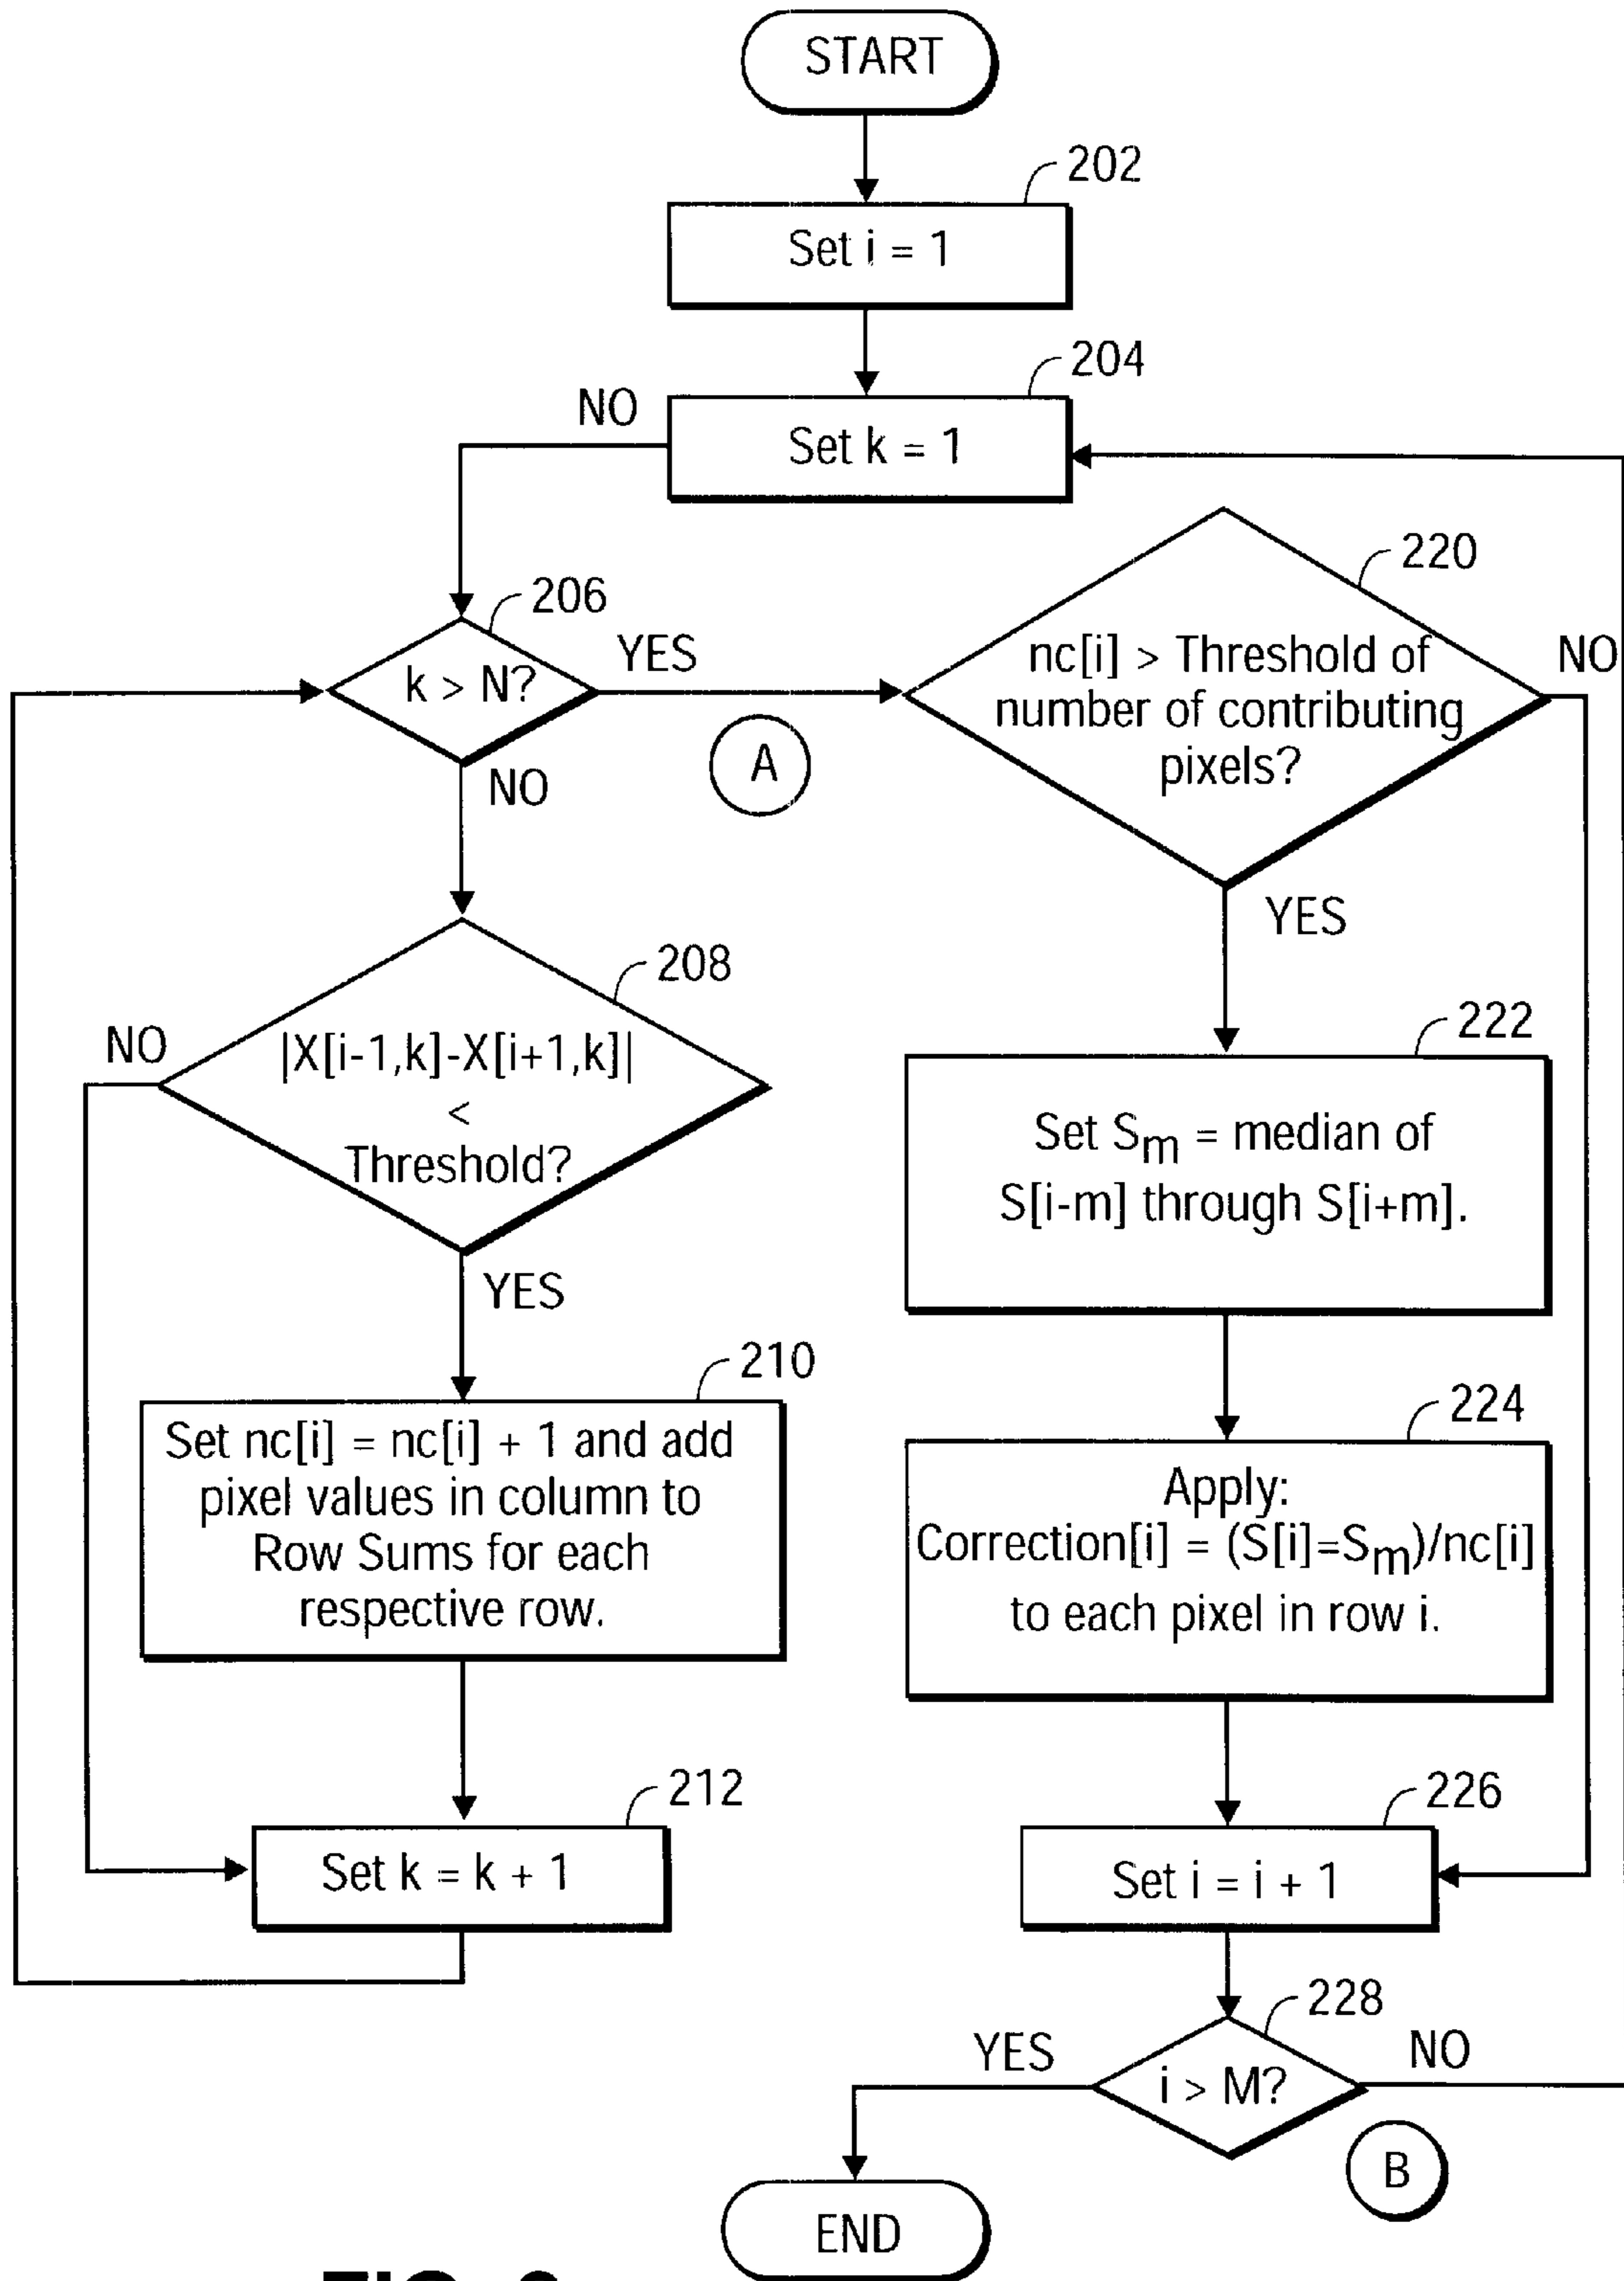 START
202
Set i = 1
204
NO
Set k = 1
206
k > N?
YES
A
NO
220
nc[i] > Threshold of
number of contributing
pixels?
NO
YES
208
NO
|X[i-1,k]-X[i+1,k]|
<
Threshold?
YES
222
Set Sm = median of
S[i-m] through S[i+m].
210
Set nc[i] = nc[i] + 1 and add
pixel values in column to
Row Sums for each
respective row.
224
Apply:
Correction[i] = (S[i]=Sm)/nc[i]
to each pixel in row i.
212
Set k = k + 1
226
Set i = i + 1
228
YES
i > M?
NO
B
END